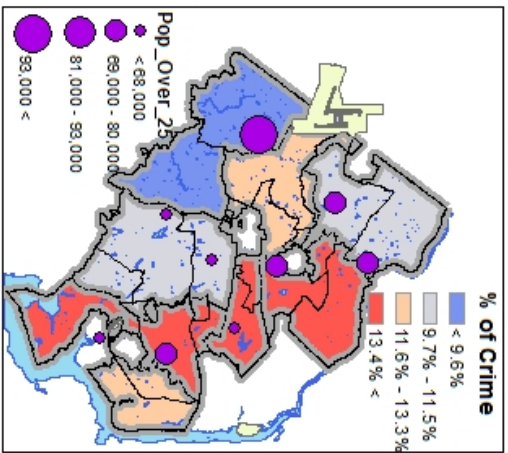 % of Crime
< 9.6%
9.7% - 11.5%
11.6% - 13.3%
13.4% <
Pop_Over_25
< 68,000
69,000 - 80,000
81,000 - 93,000
93,000 <